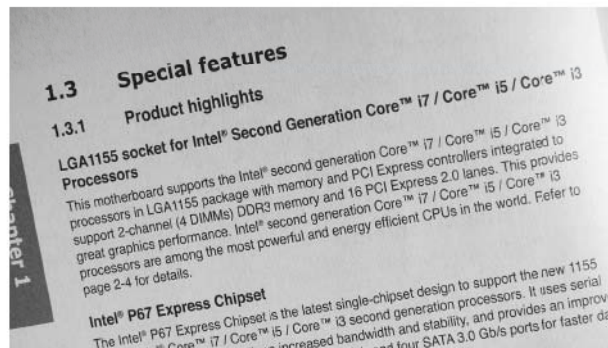 1.3 Special features
1.3.1 Product highlights
LGA1155 socket for Intel® Second Generation Core™ i7 / Core™ i5 / Core™ i3
Processors
This motherboard supports the Intel® second generation Core™ i7 / Core™ i5 / Core™ i3
processors in LGA1155 package with memory and PCI Express controllers integrated to
support 2-channel (4 DIMMs) DDR3 memory and 16 PCI Express 2.0 lanes. This provides
great graphics performance. Intel® second generation Core™ i7 / Core™ i5 / Core™ i3
processors are among the most powerful and energy efficient CPUs in the world. Refer to
page 2-4 for details.
Chapter 1
Intel® P67 Express Chipset
The Intel® P67 Express Chipset is the latest single-chipset design to support the new 1155
Core™ i7 / Core™ i5 / Core™ i3 second generation processors. It uses serial
increased bandwidth and stability, and provides an improv
and four SATA 3.0 Gb/s ports for faster da